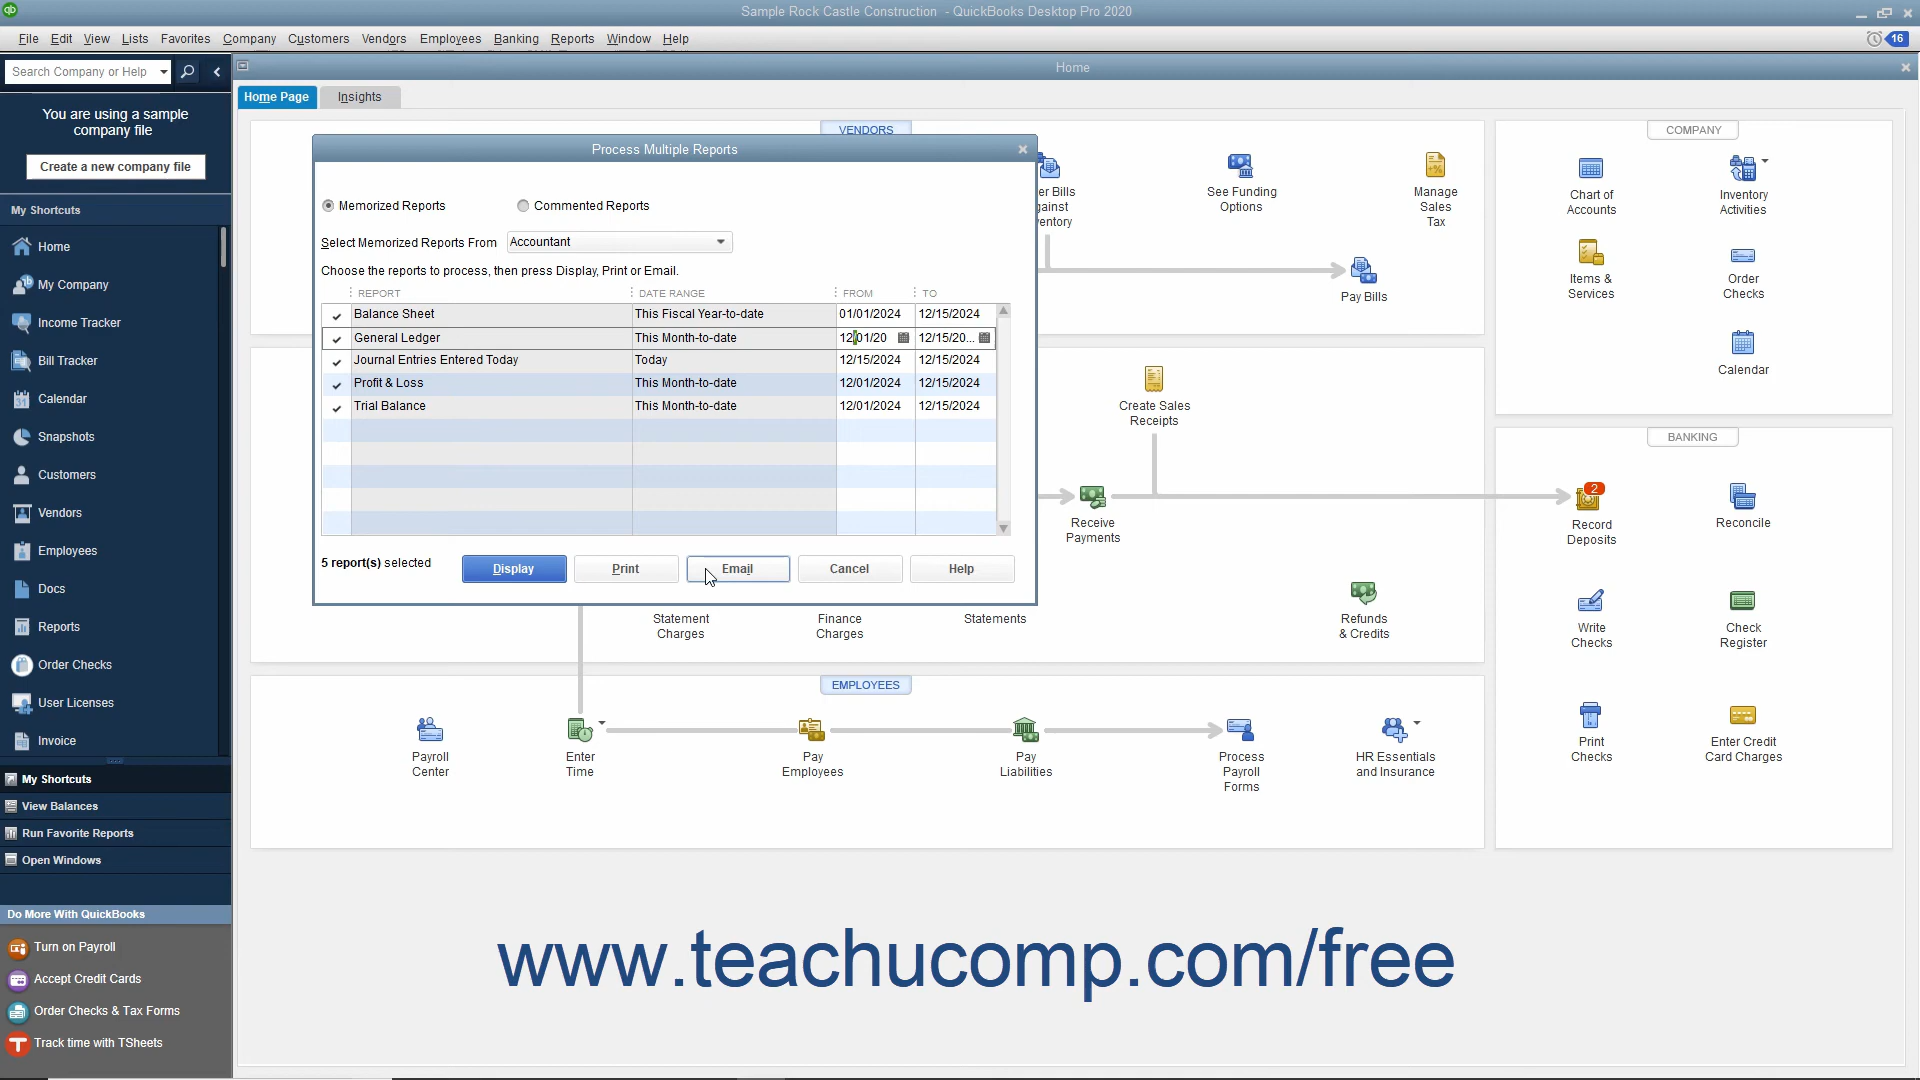 Sample Rock Castle Construction - QuickBooks Desktop Pro 2020
File Edit View Lists Favorites Company Customers Vendors Employees Banking Reports Window Help
16
Search Company or Help
Home
You are using a sample
company file
Create a new company file
My Shortcuts
Home
My Company
Income Tracker
Bill Tracker
Calendar
Snapshots
Customers
Vendors
Employees
Docs
Reports
Order Checks
User Licenses
Invoice
My Shortcuts
View Balances
Run Favorite Reports
Open Windows
Do More With QuickBooks
Turn on Payroll
Accept Credit Cards
Order Checks & Tax Forms
Track time with TSheets
Home Page Insights
VENDORS
Process Multiple Reports
Memorized Reports Commented Reports
Select Memorized Reports From Accountant
Choose the reports to process, then press Display, Print or Email.
REPORT DATE RANGE FROM TO
Balance Sheet This Fiscal Year-to-date 01/01/2024 12/15/2024
General Ledger This Month-to-date 12/01/20 12/15/20...
Journal Entries Entered Today Today 12/15/2024 12/15/2024
Profit & Loss This Month-to-date 12/01/2024 12/15/2024
Trial Balance This Month-to-date 12/01/2024 12/15/2024
5 report(s) selected Display Print Email Cancel Help
er Bills
gainst
entory
See Funding
Options
Manage
Sales
Tax
Pay Bills
Create Sales
Receipts
Receive
Payments
Statement
Charges
Finance
Charges
Statements
Refunds
& Credits
EMPLOYEES
Payroll
Center
Enter
Time
Pay
Employees
Pay
Liabilities
Process
Payroll
Forms
HR Essentials
and Insurance
COMPANY
Chart of
Accounts
Inventory
Activities
Items &
Services
Order
Checks
Calendar
BANKING
2
Record
Deposits
Reconcile
Write
Checks
Check
Register
Print
Checks
Enter Credit
Card Charges
www.teachucomp.com/free